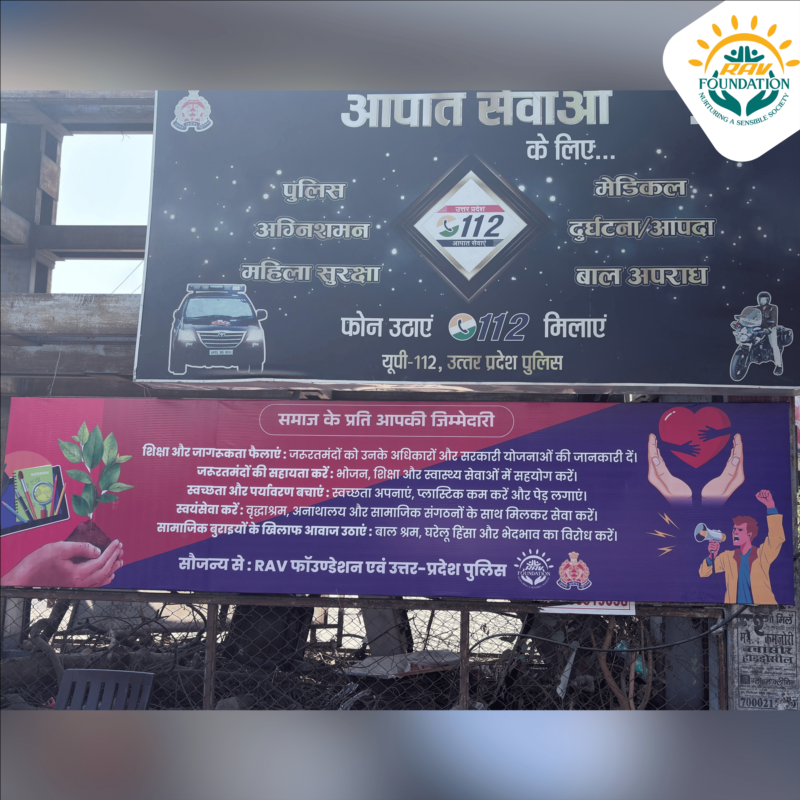 RAV
FOUNDATION
NURTURING A SENSIBLE SOCIETY
आपात सेवाओं
के लिए...
पुलिस
मेडिकल
अग्निशमन
दुर्घटना/आपदा
महिला सुरक्षा
बाल अपराध
उत्तर प्रदेश
112
आपात सेवाएं
फोन उठाएं 112 मिलाएं
यूपी-112, उत्तर प्रदेश पुलिस
समाज के प्रति आपकी जिम्मेदारी
शिक्षा और जागरूकता फैलाएं : जरूरतमंदों को उनके अधिकारों और सरकारी योजनाओं की जानकारी दें।
जरूरतमंदों की सहायता करें : भोजन, शिक्षा और स्वास्थ्य सेवाओं में सहयोग करें।
स्वच्छता और पर्यावरण बचाएं : स्वच्छता अपनाएं, प्लास्टिक कम करें और पेड़ लगाएं।
स्वयंसेवा करें : वृद्धाश्रम, अनाथालय और सामाजिक संगठनों के साथ मिलकर सेवा करें।
सामाजिक बुराइयों के खिलाफ आवाज उठाएं : बाल श्रम, घरेलू हिंसा और भेदभाव का विरोध करें।
सौजन्य से : RAV फॉउण्डेशन एवं उत्तर-प्रदेश पुलिस
RAV
FOUNDATION
मिलें